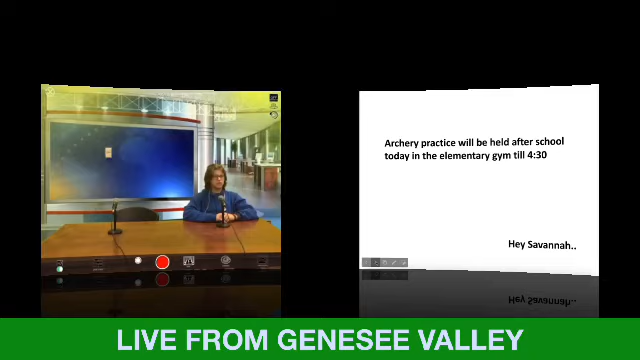 Archery practice will be held after school
today in the elementary gym till 4:30
Hey Savannah..
LIVE FROM GENESEE VALLEY